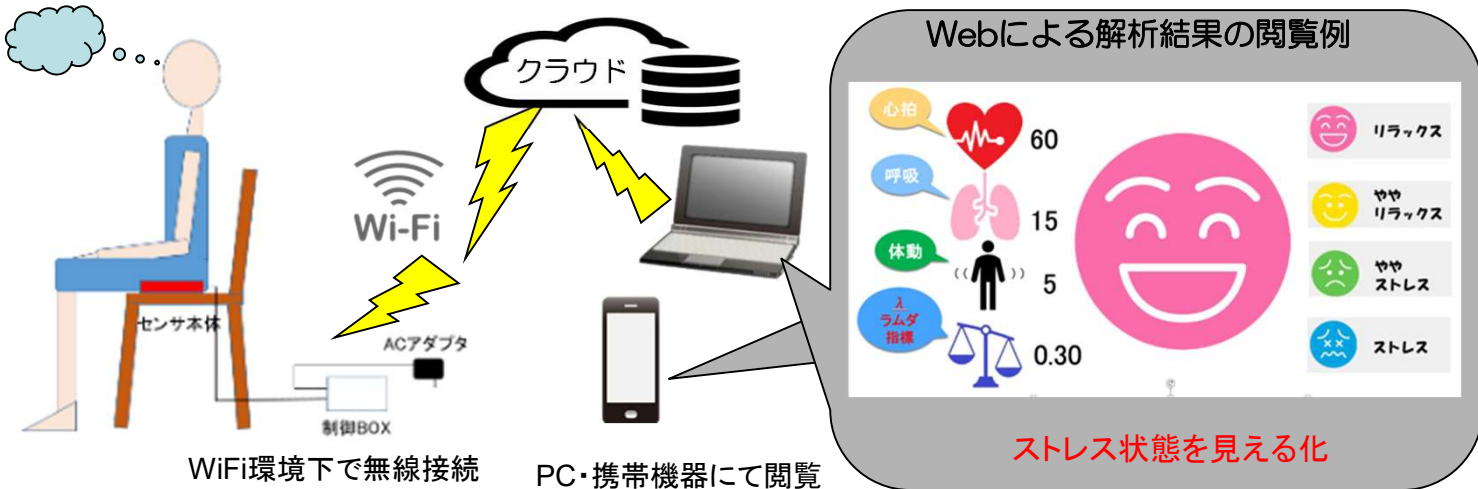 Webによる解析結果の閲覧例
クラウド
心拍
60
リラックス
呼吸
15
やや
リラックス
Wi-Fi
体動
5
やや
ストレス
λ
ラムダ
指標
0.30
ストレス
センサ本体
ACアダプタ
制御BOX
WiFi環境下で無線接続
PC・携帯機器にて閲覧
ストレス状態を見える化